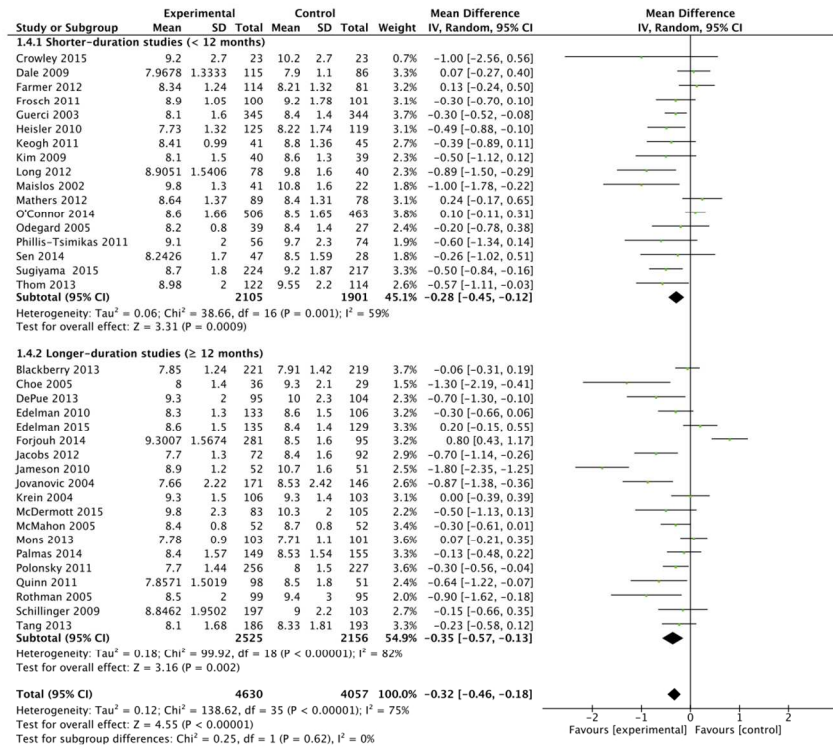 Experimental Control Mean Difference Mean Difference
Study or Subgroup Mean SD Total Mean SD Total Weight IV, Random, 95% CI IV, Random, 95% CI
1.4.1 Shorter-duration studies (< 12 months)
Crowley 2015 9.2 2.7 23 10.2 2.7 23 0.7% -1.00 [-2.56, 0.56]
Dale 2009 7.9678 1.3333 115 7.9 1.1 86 3.3% 0.07 [-0.27, 0.40]
Farmer 2012 8.34 1.24 114 8.21 1.32 81 3.1% 0.13 [-0.24, 0.50]
Frosch 2011 8.9 1.05 100 9.2 1.78 101 3.0% -0.30 [-0.70, 0.10]
Guerci 2003 8.1 1.6 345 8.4 1.4 344 3.8% -0.30 [-0.52, -0.08]
Heisler 2010 7.73 1.32 125 8.22 1.74 119 3.1% -0.49 [-0.88, -0.10]
Keogh 2011 8.41 0.99 41 8.8 1.36 45 2.7% -0.39 [-0.89, 0.11]
Kim 2009 8.1 1.5 40 8.6 1.3 39 2.3% -0.50 [-1.12, 0.12]
Long 2012 8.9051 1.5406 78 9.8 1.6 40 2.3% -0.89 [-1.50, -0.29]
Maislos 2002 9.8 1.3 41 10.8 1.6 22 1.8% -1.00 [-1.78, -0.22]
Mathers 2012 8.64 1.37 89 8.4 1.31 78 2.9% 0.24 [-0.17, 0.65]
O'Connor 2014 8.6 1.66 506 8.5 1.65 463 3.9% 0.10 [-0.11, 0.31]
Odegard 2005 8.2 0.8 39 8.4 1.4 27 2.4% -0.20 [-0.78, 0.38]
Phillis-Tsimikas 2011 9.1 2 56 9.7 2.3 74 1.9% -0.60 [-1.34, 0.14]
Sen 2014 8.2426 1.7 47 8.5 1.59 28 1.8% -0.26 [-1.02, 0.51]
Sugiyama 2015 8.7 1.8 224 9.2 1.87 217 3.3% -0.50 [-0.84, -0.16]
Thom 2013 8.98 2 122 9.55 2.2 114 2.5% -0.57 [-1.11, -0.03]
Subtotal (95% CI) 2105 1901 45.1% -0.28 [-0.45, -0.12]
Heterogeneity: Tau² = 0.06; Chi² = 38.66, df = 16 (P = 0.001); I² = 59%
Test for overall effect: Z = 3.31 (P = 0.0009)
1.4.2 Longer-duration studies (≥ 12 months)
Blackberry 2013 7.85 1.24 221 7.91 1.42 219 3.7% -0.06 [-0.31, 0.19]
Choe 2005 8 1.4 36 9.3 2.1 29 1.5% -1.30 [-2.19, -0.41]
DePue 2013 9.3 2 95 10 2.3 104 2.3% -0.70 [-1.30, -0.10]
Edelman 2010 8.3 1.3 133 8.6 1.5 106 3.2% -0.30 [-0.66, 0.06]
Edelman 2015 8.6 1.5 135 8.4 1.4 129 3.2% 0.20 [-0.15, 0.55]
Forjouh 2014 9.3007 1.5674 281 8.5 1.6 95 3.2% 0.80 [0.43, 1.17]
Jacobs 2012 7.7 1.3 72 8.4 1.6 92 2.9% -0.70 [-1.14, -0.26]
Jameson 2010 8.9 1.2 52 10.7 1.6 51 2.5% -1.80 [-2.35, -1.25]
Jovanovic 2004 7.66 2.22 171 8.53 2.42 146 2.6% -0.87 [-1.38, -0.36]
Krein 2004 9.3 1.5 106 9.3 1.4 103 3.1% 0.00 [-0.39, 0.39]
McDermott 2015 9.8 2.3 83 10.3 2 105 2.2% -0.50 [-1.13, 0.13]
McMahon 2005 8.4 0.8 52 8.7 0.8 52 3.4% -0.30 [-0.61, 0.01]
Mons 2013 7.78 0.9 103 7.71 1.1 101 3.5% 0.07 [-0.21, 0.35]
Palmas 2014 8.4 1.57 149 8.53 1.54 155 3.2% -0.13 [-0.48, 0.22]
Polonsky 2011 7.7 1.44 256 8 1.5 227 3.7% -0.30 [-0.56, -0.04]
Quinn 2011 7.8571 1.5019 98 8.5 1.8 51 2.4% -0.64 [-1.22, -0.07]
Rothman 2005 8.5 2 99 9.4 3 95 1.9% -0.90 [-1.62, -0.18]
Schillinger 2009 8.8462 1.9502 197 9 2.2 103 2.7% -0.15 [-0.66, 0.35]
Tang 2013 8.1 1.68 186 8.33 1.81 193 3.3% -0.23 [-0.58, 0.12]
Subtotal (95% CI) 2525 2156 54.9% -0.35 [-0.57, -0.13]
Heterogeneity: Tau² = 0.18; Chi² = 99.92, df = 18 (P < 0.00001); I² = 82%
Test for overall effect: Z = 3.16 (P = 0.002)
Total (95% CI) 4630 4057 100.0% -0.32 [-0.46, -0.18]
Heterogeneity: Tau² = 0.12; Chi² = 138.62, df = 35 (P < 0.00001); I² = 75%
Test for overall effect: Z = 4.55 (P < 0.00001)
Test for subgroup differences: Chi² = 0.25, df = 1 (P = 0.62), I² = 0%
-2 -1 0 1
Favours [experimental] Favours [control]